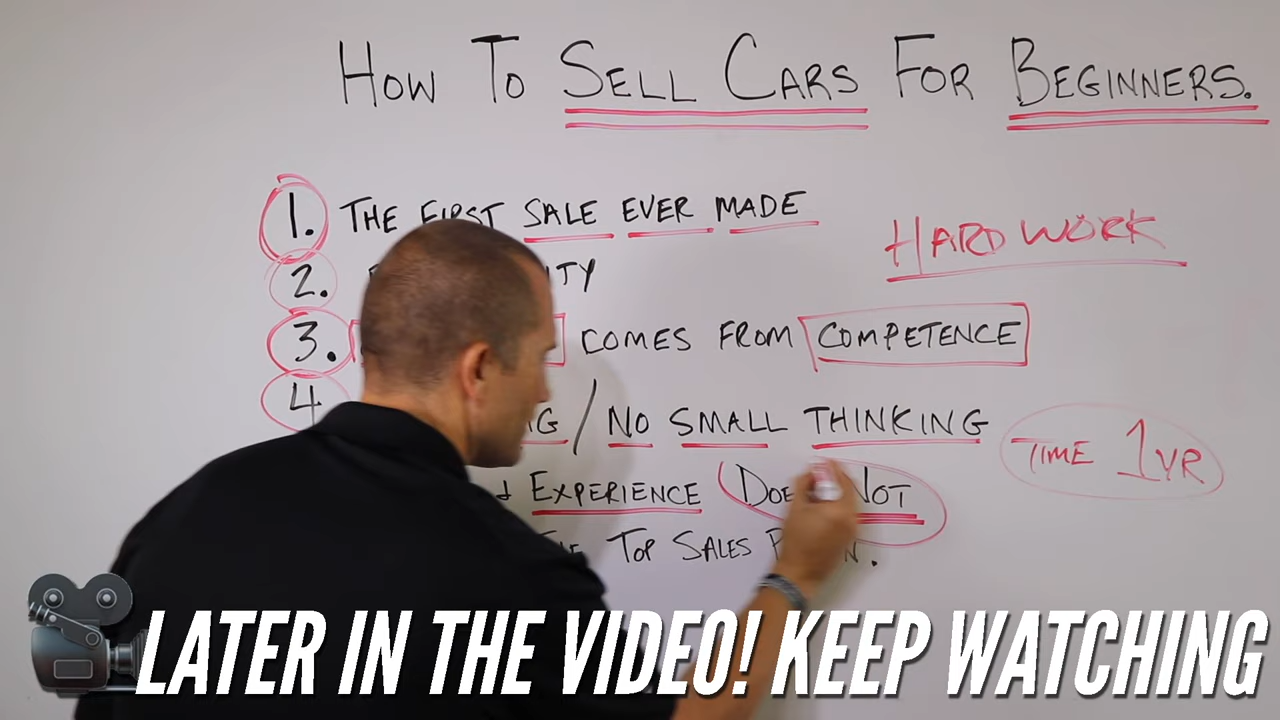 HOW TO SELL CARS FOR BEGINNERS.
1. THE FIRST SALE EVER MADE
HARD WORK
2.
3. COMES FROM COMPETENCE
4 / NO SMALL THINKING
TIME 1 YR
EXPERIENCE DOES NOT
TOP SALES
LATER IN THE VIDEO! KEEP WATCHING